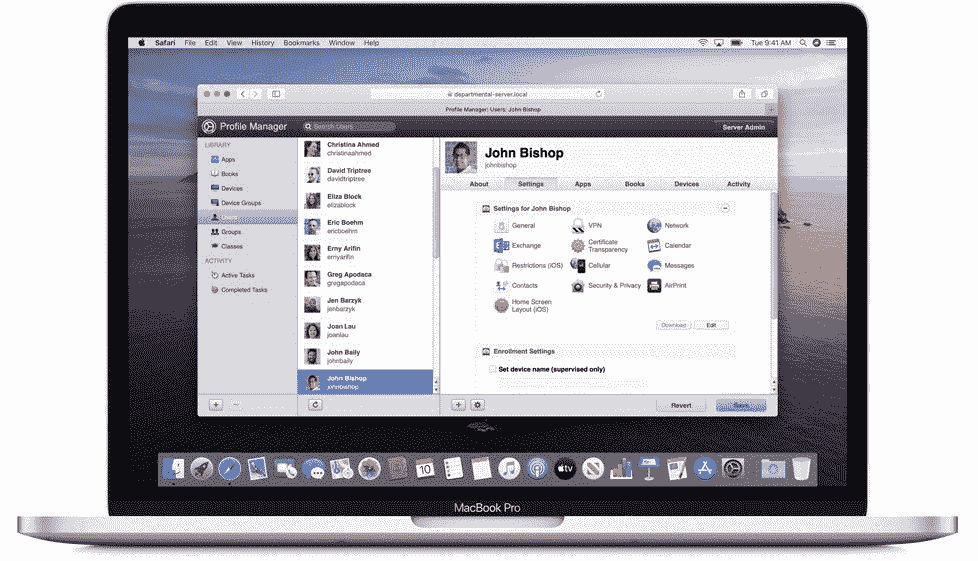 Safari File Edit View History Bookmarks Window Help
Tue 9:41 AM
departmental-server.local
Profile Manager: Users: John Bishop
Profile Manager
Search Users
Server Admin
LIBRARY
Apps
Books
Devices
Device Groups
Users
Groups
Classes
ACTIVITY
Active Tasks
Completed Tasks
Christina Ahmed
christinaahmed
David Triptree
davidtriptree
Eliza Block
elizablock
Eric Boehm
ericboehm
Erny Arifin
ernyarifin
Greg Apodaca
gregapodaca
Jen Barzyk
jenbarzyk
Joan Lau
joanlau
John Baily
johnbaily
John Bishop
johnbishop
John Bishop
johnbishop
About Settings Apps Books Devices Activity
Settings for John Bishop
General VPN Network
Exchange Certificate Transparency Calendar
Restrictions (iOS) Cellular Messages
Contacts Security & Privacy AirPrint
Home Screen
Layout (iOS)
Download Edit
Enrollment Settings
Set device name (supervised only)
Revert Save
10
tv
MacBook Pro